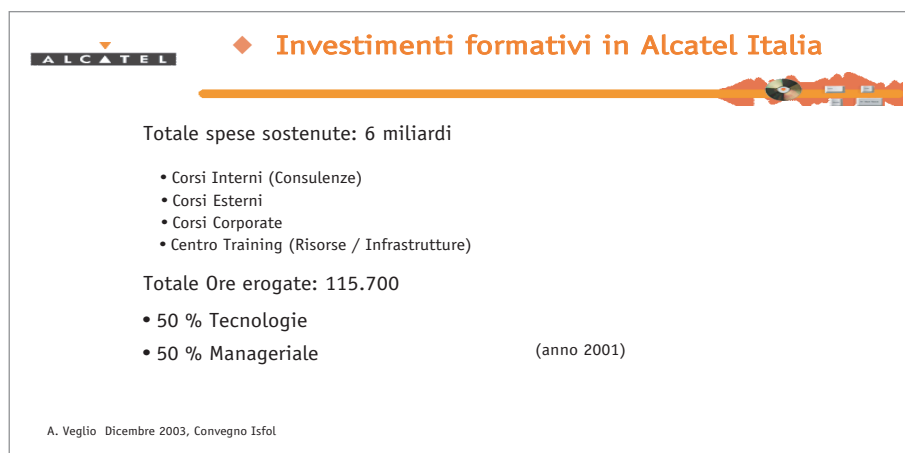 ALCATEL
◆ Investimenti formativi in Alcatel Italia
Totale spese sostenute: 6 miliardi
• Corsi Interni (Consulenze)
• Corsi Esterni
• Corsi Corporate
• Centro Training (Risorse / Infrastrutture)
Totale Ore erogate: 115.700
• 50 % Tecnologie
• 50 % Manageriale
(anno 2001)
A. Veglio Dicembre 2003, Convegno Isfol